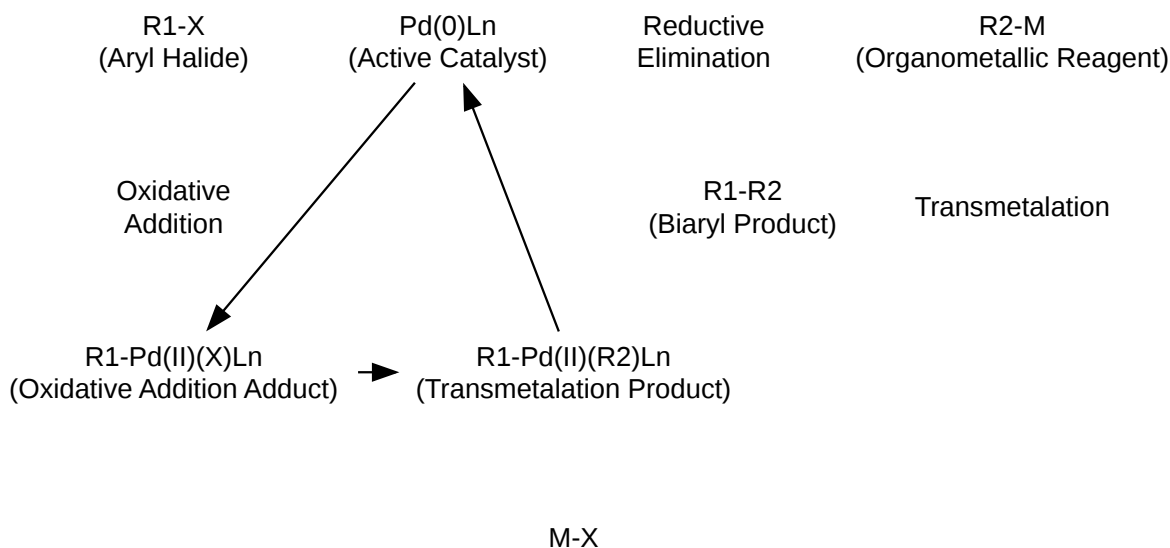 R1-X
(Aryl Halide)
Pd(0)Ln
(Active Catalyst)
Reductive
Elimination
R2-M
(Organometallic Reagent)
Oxidative
Addition
R1-R2
(Biaryl Product)
Transmetalation
R1-Pd(II)(X)Ln
(Oxidative Addition Adduct)
R1-Pd(II)(R2)Ln
(Transmetalation Product)
M-X